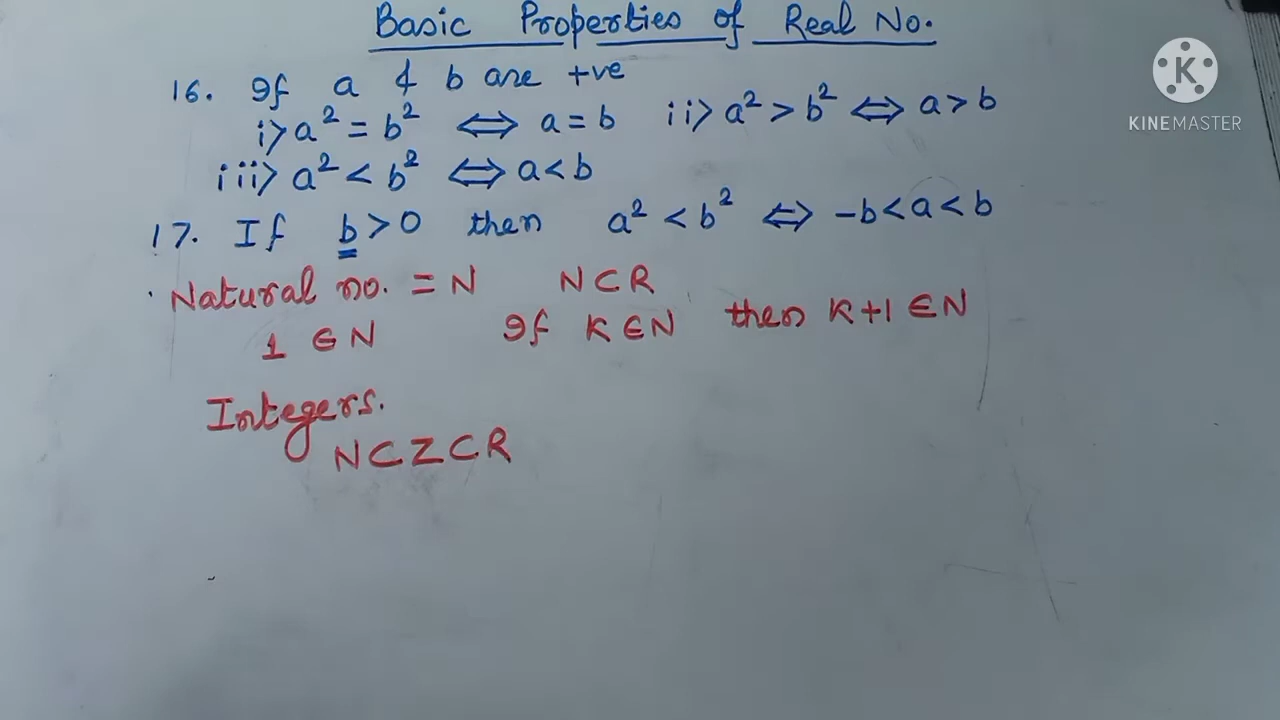 Basic Properties of Real No.
16. If a & b are +ve
i> a² = b² ⇔ a = b ii> a² > b² ⇔ a > b
iii> a² < b² ⇔ a < b
17. If b > 0 then a² < b² ⇔ -b < a < b
Natural no. = N N ⊂ R
1 ∈ N If K ∈ N then K+1 ∈ N
Integers.
N ⊂ Z ⊂ R
K
KINEMASTER